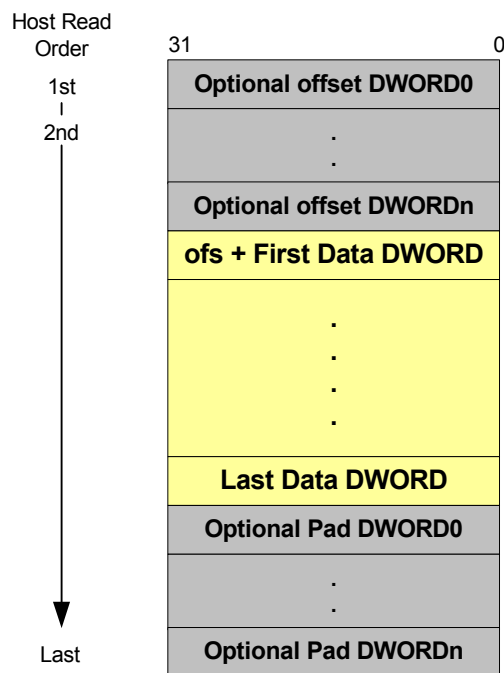 Host Read
Order
31 0
1st
Optional offset DWORD0
2nd
.
.
Optional offset DWORDn
ofs + First Data DWORD
.
.
.
.
Last Data DWORD
Optional Pad DWORD0
.
.
Last
Optional Pad DWORDn